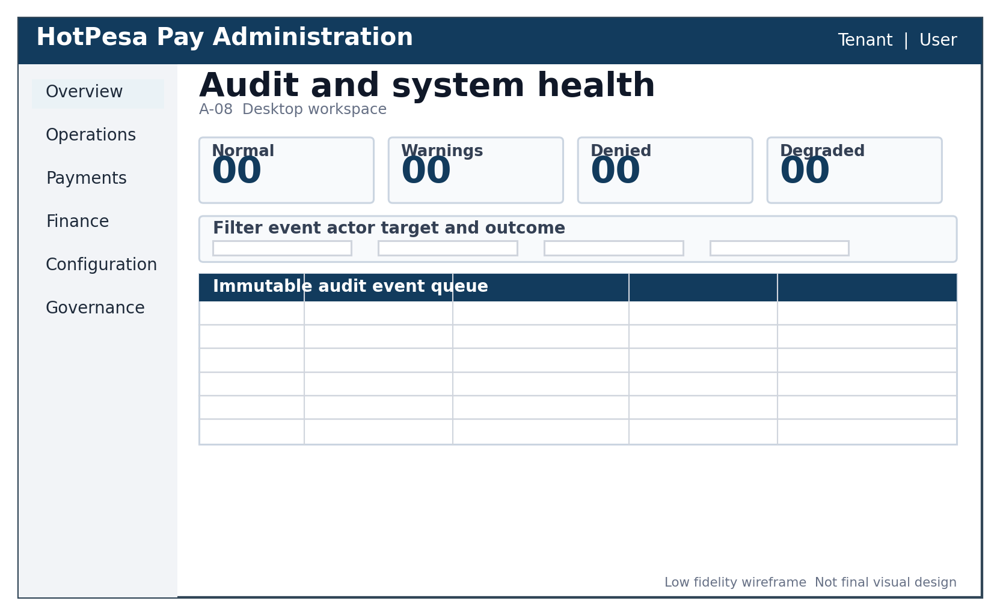 HotPesa Pay Administration
Tenant | User
Overview
Operations
Payments
Finance
Configuration
Governance
Audit and system health
A-08 Desktop workspace
Normal
00
Warnings
00
Denied
00
Degraded
00
Filter event actor target and outcome
Immutable audit event queue
Low fidelity wireframe Not final visual design